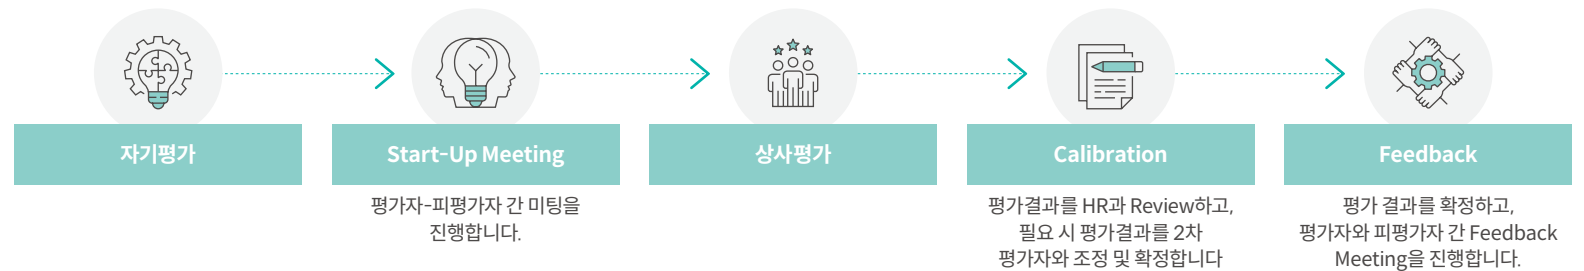 자기평가
Start-Up Meeting
평가자-피평가자 간 미팅을
진행합니다.
상사평가
Calibration
평가결과를 HR과 Review하고,
필요 시 평가결과를 2차
평가자와 조정 및 확정합니다
Feedback
평가 결과를 확정하고,
평가자와 피평가자 간 Feedback
Meeting을 진행합니다.